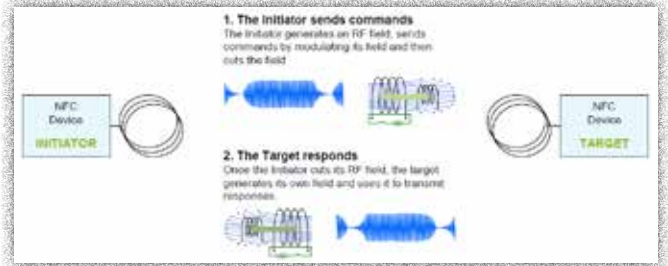 1. The Initiator sends commands
The Initiator generates an RF field, sends
commands by modulating its field and then
cuts the field
NFC
Device
INITIATOR
NFC
Device
TARGET
2. The Target responds
Once the Initiator cuts its RF field, the target
generates its own field and uses it to transmit
responses.